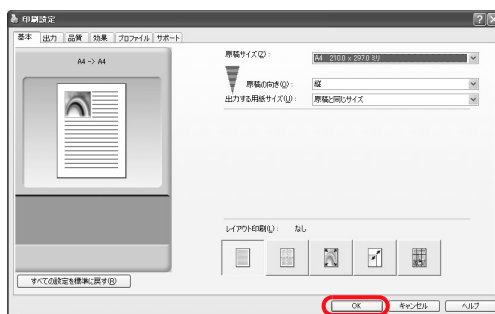 印刷設定
基本 出力 品質 効果 プロファイル サポート
A4 -> A4
原稿サイズ(Z) : A4 210.0 x 297.0 ミリ
原稿の向き(O) : 縦
出力する用紙サイズ(U) : 原稿と同じサイズ
レイアウト印刷(L) : なし
すべての設定を標準に戻す(R)
OK キャンセル ヘルプ